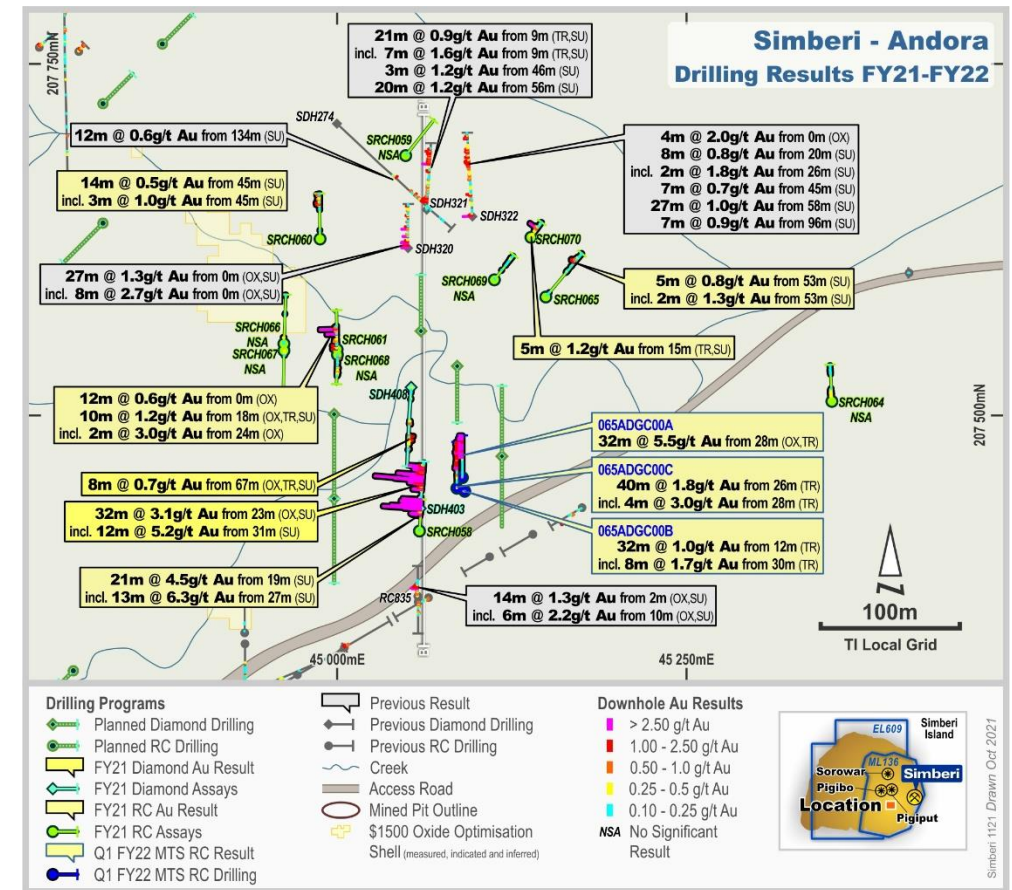 Simberi - Andora
Drilling Results FY21-FY22
207 750mN
21m @ 0.9g/t Au from 9m (TR,SU)
incl. 7m @ 1.6g/t Au from 9m (TR,SU)
3m @ 1.2g/t Au from 46m (SU)
20m @ 1.2g/t Au from 56m (SU)
SDH274
12m @ 0.6g/t Au from 134m (SU)
SRCH059
NSA
4m @ 2.0g/t Au from 0m (OX)
8m @ 0.8g/t Au from 20m (SU)
incl. 2m @ 1.8g/t Au from 26m (SU)
7m @ 0.7g/t Au from 45m (SU)
27m @ 1.0g/t Au from 58m (SU)
7m @ 0.9g/t Au from 96m (SU)
14m @ 0.5g/t Au from 45m (SU)
incl. 3m @ 1.0g/t Au from 45m (SU)
SDH321
SDH322
SRCH060
SDH320
SRCH070
27m @ 1.3g/t Au from 0m (OX,SU)
incl. 8m @ 2.7g/t Au from 0m (OX,SU)
SRCH069
NSA
SRCH065
5m @ 0.8g/t Au from 53m (SU)
incl. 2m @ 1.3g/t Au from 53m (SU)
SRCH066
NSA
SRCH067
NSA
SRCH061
SRCH068
NSA
5m @ 1.2g/t Au from 15m (TR,SU)
12m @ 0.6g/t Au from 0m (OX)
10m @ 1.2g/t Au from 18m (OX,TR,SU)
incl. 2m @ 3.0g/t Au from 24m (OX)
SDH408
SRCH064
NSA
207 500mN
065ADGC00A
32m @ 5.5g/t Au from 28m (OX,TR)
065ADGC00C
40m @ 1.8g/t Au from 26m (TR)
incl. 4m @ 3.0g/t Au from 28m (TR)
8m @ 0.7g/t Au from 67m (OX,TR,SU)
32m @ 3.1g/t Au from 23m (OX,SU)
incl. 12m @ 5.2g/t Au from 31m (SU)
SDH403
SRCH058
065ADGC00B
32m @ 1.0g/t Au from 12m (TR)
incl. 8m @ 1.7g/t Au from 30m (TR)
21m @ 4.5g/t Au from 19m (SU)
incl. 13m @ 6.3g/t Au from 27m (SU)
RC835
14m @ 1.3g/t Au from 2m (OX,SU)
incl. 6m @ 2.2g/t Au from 10m (OX,SU)
100m
TI Local Grid
45 000mE
45 250mE
Drilling Programs
Planned Diamond Drilling
Planned RC Drilling
FY21 Diamond Au Result
FY21 Diamond Assays
FY21 RC Au Result
FY21 RC Assays
Q1 FY22 MTS RC Result
Q1 FY22 MTS RC Drilling
Previous Result
Previous Diamond Drilling
Previous RC Drilling
Creek
Access Road
Mined Pit Outline
$1500 Oxide Optimisation
Shell (measured, indicated and inferred)
Downhole Au Results
> 2.50 g/t Au
1.00 - 2.50 g/t Au
0.50 - 1.0 g/t Au
0.25 - 0.5 g/t Au
0.10 - 0.25 g/t Au
NSA No Significant
Result
EL609
Simberi
Island
ML136
Sorowar
Simberi
Pigibo
Location
Pigiput
Simberi 1121 Drawn Oct 2021